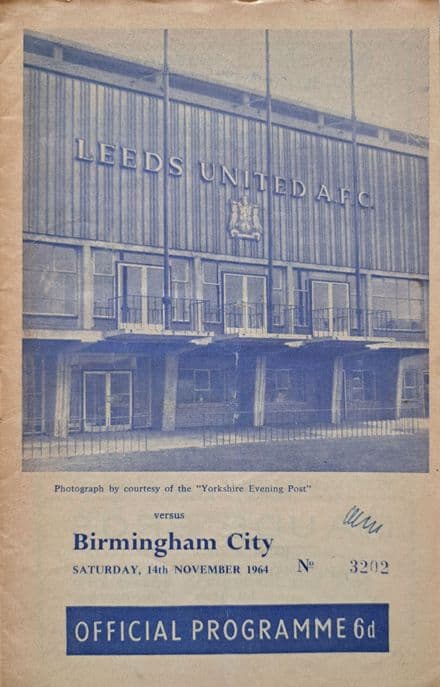 LEEDS UNITED A.F.C.
Photograph by courtesy of the "Yorkshire Evening Post"
versus
Birmingham City
SATURDAY, 14th NOVEMBER 1964 Nº 3202
OFFICIAL PROGRAMME 6d